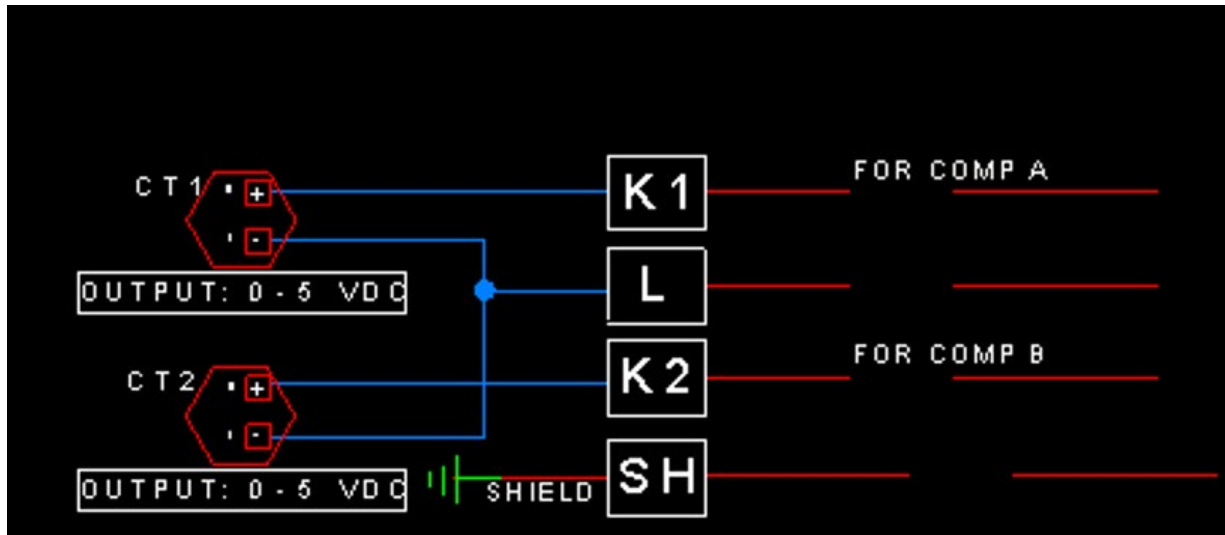 FOR COMP A
CT1
+
K1
-
L
OUTPUT: 0-5 VDC
FOR COMP B
CT2
+
K2
-
SH
SHIELD
OUTPUT: 0-5 VDC